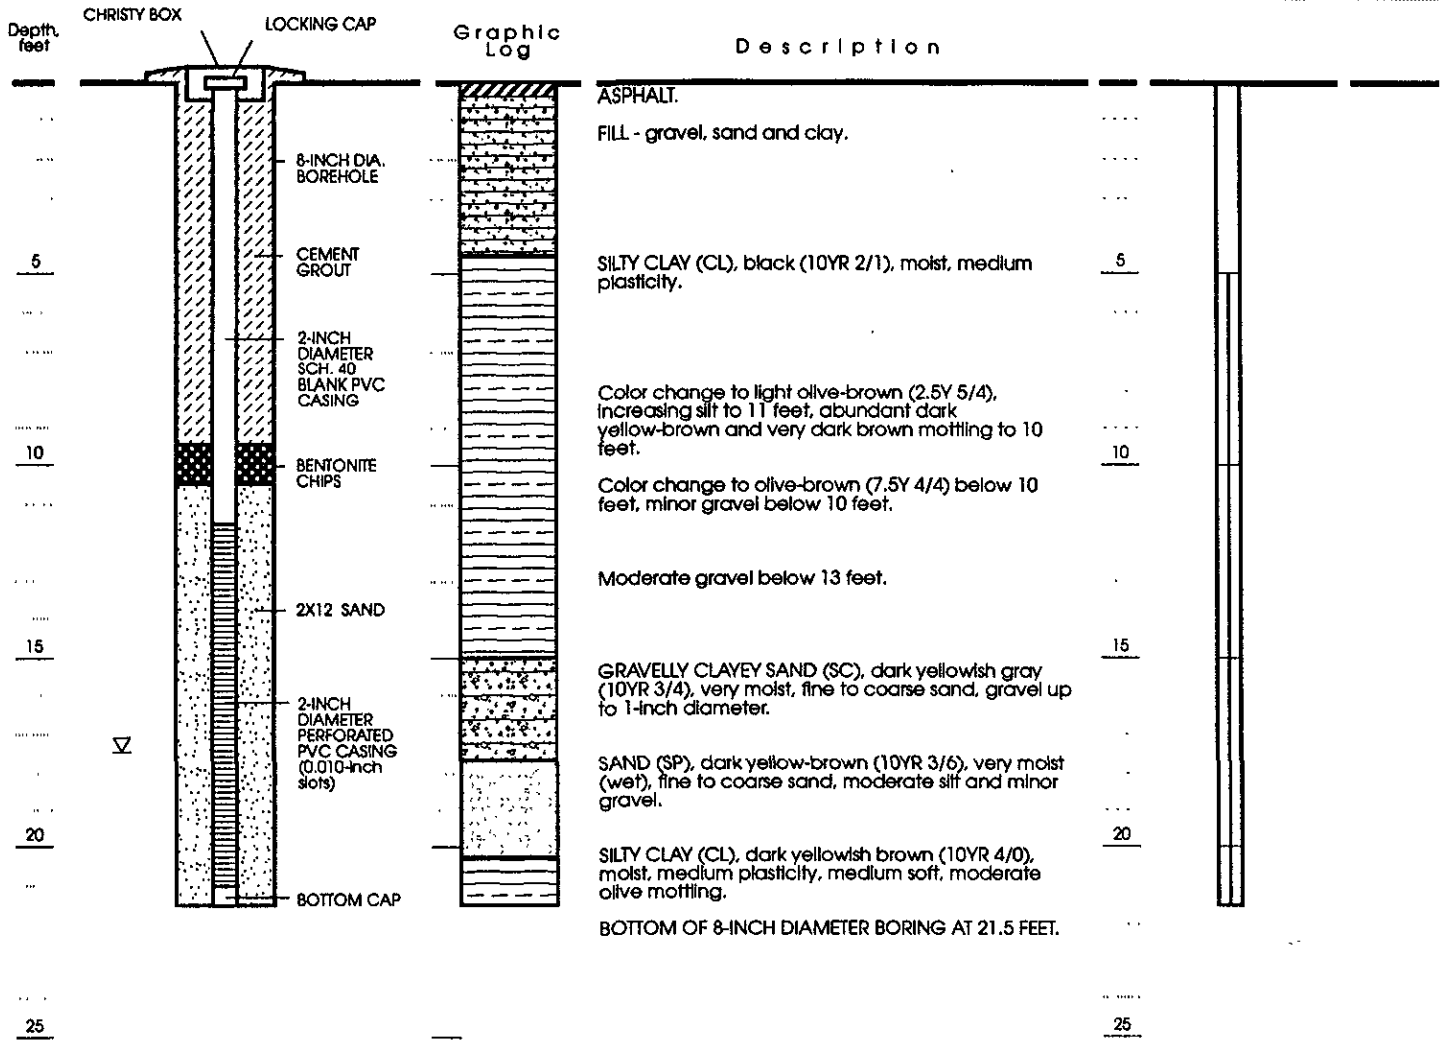 Depth,
feet
CHRISTY BOX
LOCKING CAP
Graphic
Log
Description
8-INCH DIA.
BOREHOLE
CEMENT
GROUT
2-INCH
DIAMETER
SCH. 40
BLANK PVC
CASING
BENTONITE
CHIPS
2X12 SAND
2-INCH
DIAMETER
PERFORATED
PVC CASING
(0.010-inch
slots)
BOTTOM CAP
5
10
15
20
25
ASPHALT.
FILL - gravel, sand and clay.
SILTY CLAY (CL), black (10YR 2/1), moist, medium
plasticity.
Color change to light olive-brown (2.5Y 5/4),
increasing silt to 11 feet, abundant dark
yellow-brown and very dark brown mottling to 10
feet.
Color change to olive-brown (7.5Y 4/4) below 10
feet, minor gravel below 10 feet.
Moderate gravel below 13 feet.
GRAVELLY CLAYEY SAND (SC), dark yellowish gray
(10YR 3/4), very moist, fine to coarse sand, gravel up
to 1-inch diameter.
SAND (SP), dark yellow-brown (10YR 3/6), very moist
(wet), fine to coarse sand, moderate silt and minor
gravel.
SILTY CLAY (CL), dark yellowish brown (10YR 4/0),
moist, medium plasticity, medium soft, moderate
olive mottling.
BOTTOM OF 8-INCH DIAMETER BORING AT 21.5 FEET.
5
10
15
20
25